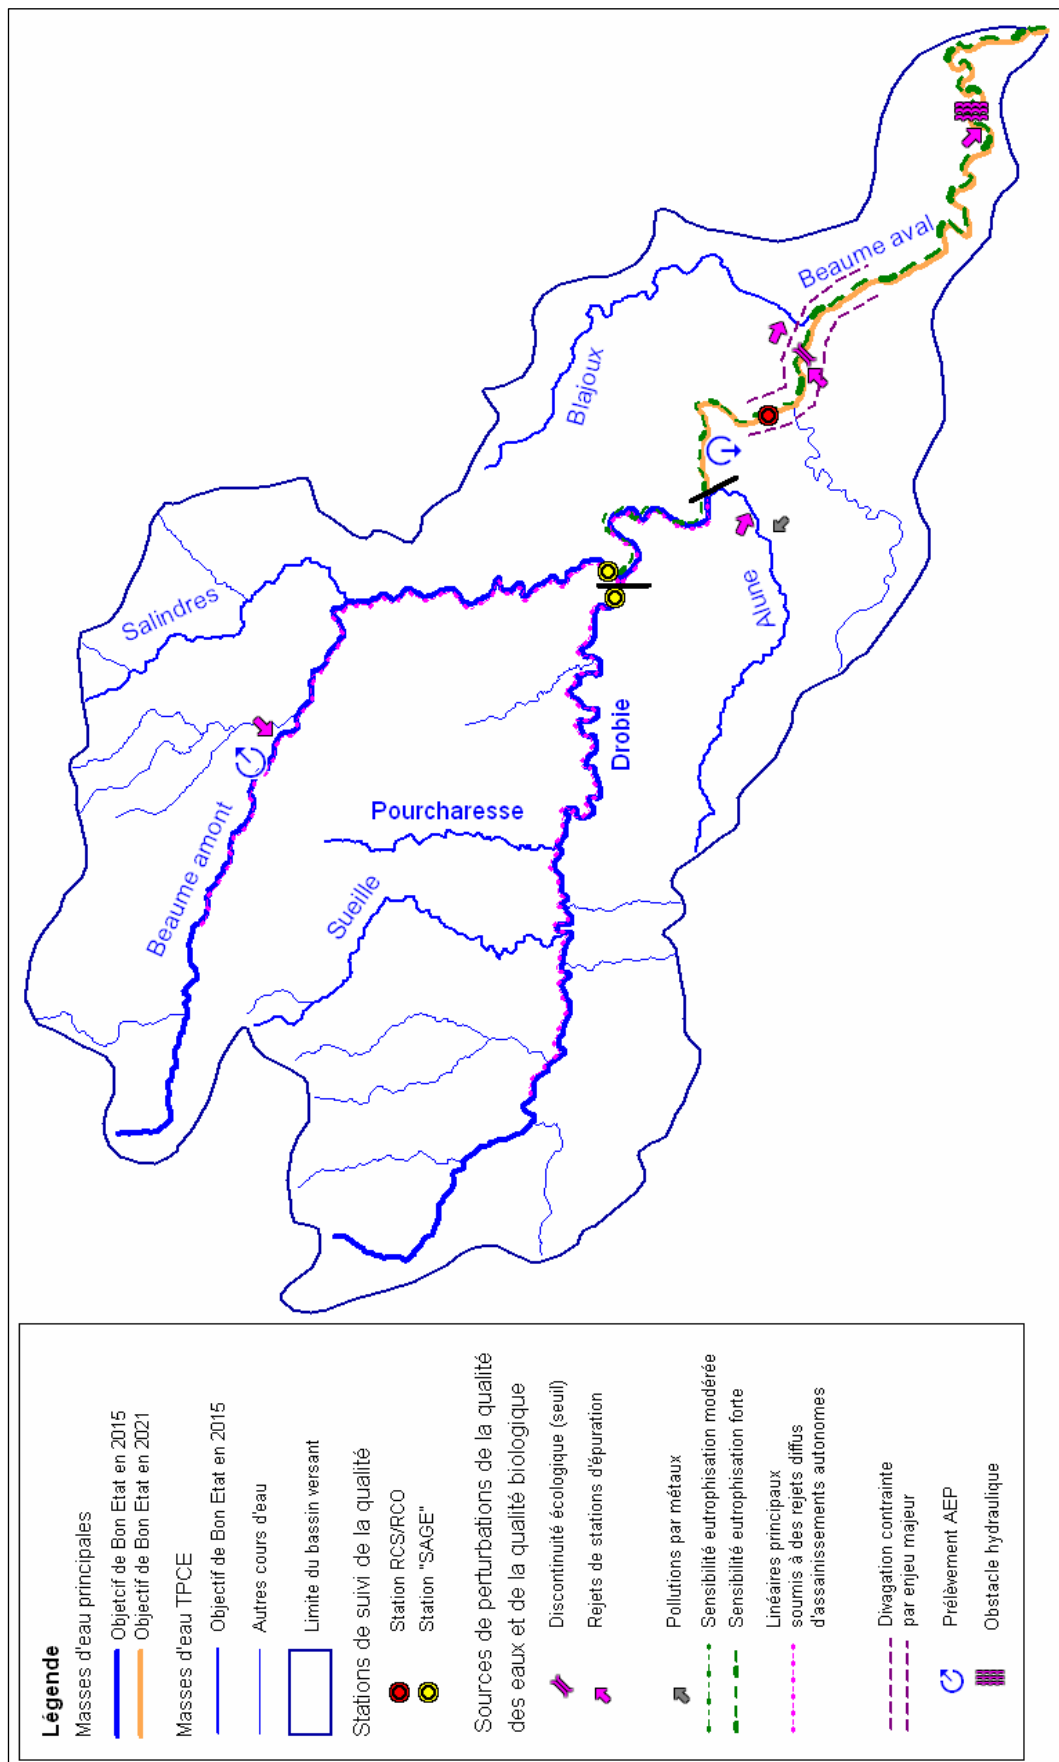 Légende
Masses d'eau principales
Objetcif de Bon Etat en 2015
Objectif de Bon Etat en 2021
Masses d'eau TPCE
Objectif de Bon Etat en 2015
Autres cours d'eau
Limite du bassin versant
Stations de suivi de la qualité
Station RCS/RCO
Station "SAGE"
Sources de perturbations de la qualité
des eaux et de la qualité biologique
Discontinuité écologique (seuil)
Rejets de stations d'épuration
Pollutions par métaux
Sensibilité eutrophisation modérée
Sensibilité eutrophisation forte
Linéaires principaux
soumis à des rejets diffus
d'assainissements autonomes
Divagation contrainte
par enjeu majeur
Prélèvement AEP
Obstacle hydraulique
Beaume amont
Salindres
Sueille
Pourcharesse
Drobie
Blajoux
Alune
Beaume aval